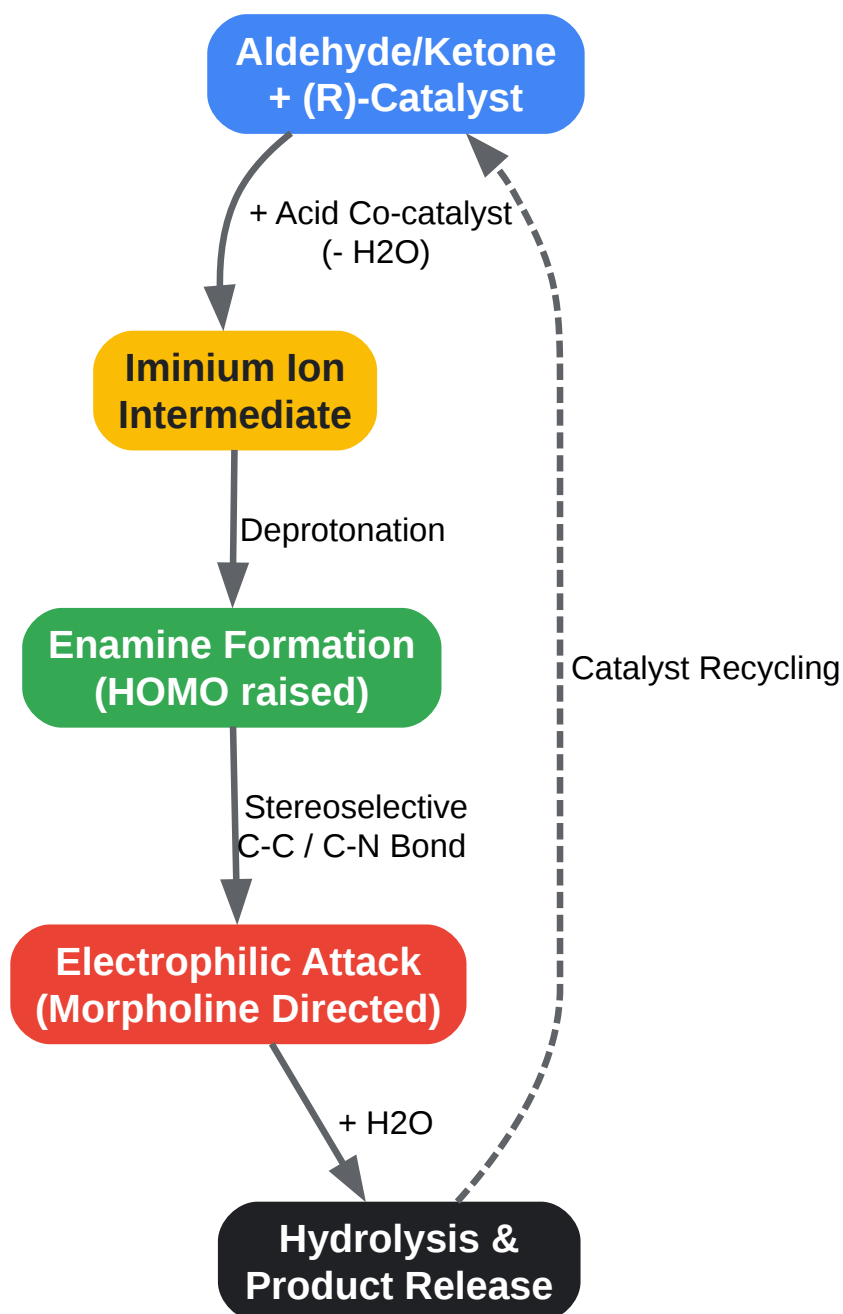 Aldehyde/Ketone
+ (R)-Catalyst
+ Acid Co-catalyst
(- H2O)
Iminium Ion
Intermediate
Deprotonation
Enamine Formation
(HOMO raised)
Catalyst Recycling
Stereoselective
C-C / C-N Bond
Electrophilic Attack
(Morpholine Directed)
+ H2O
Hydrolysis &
Product Release